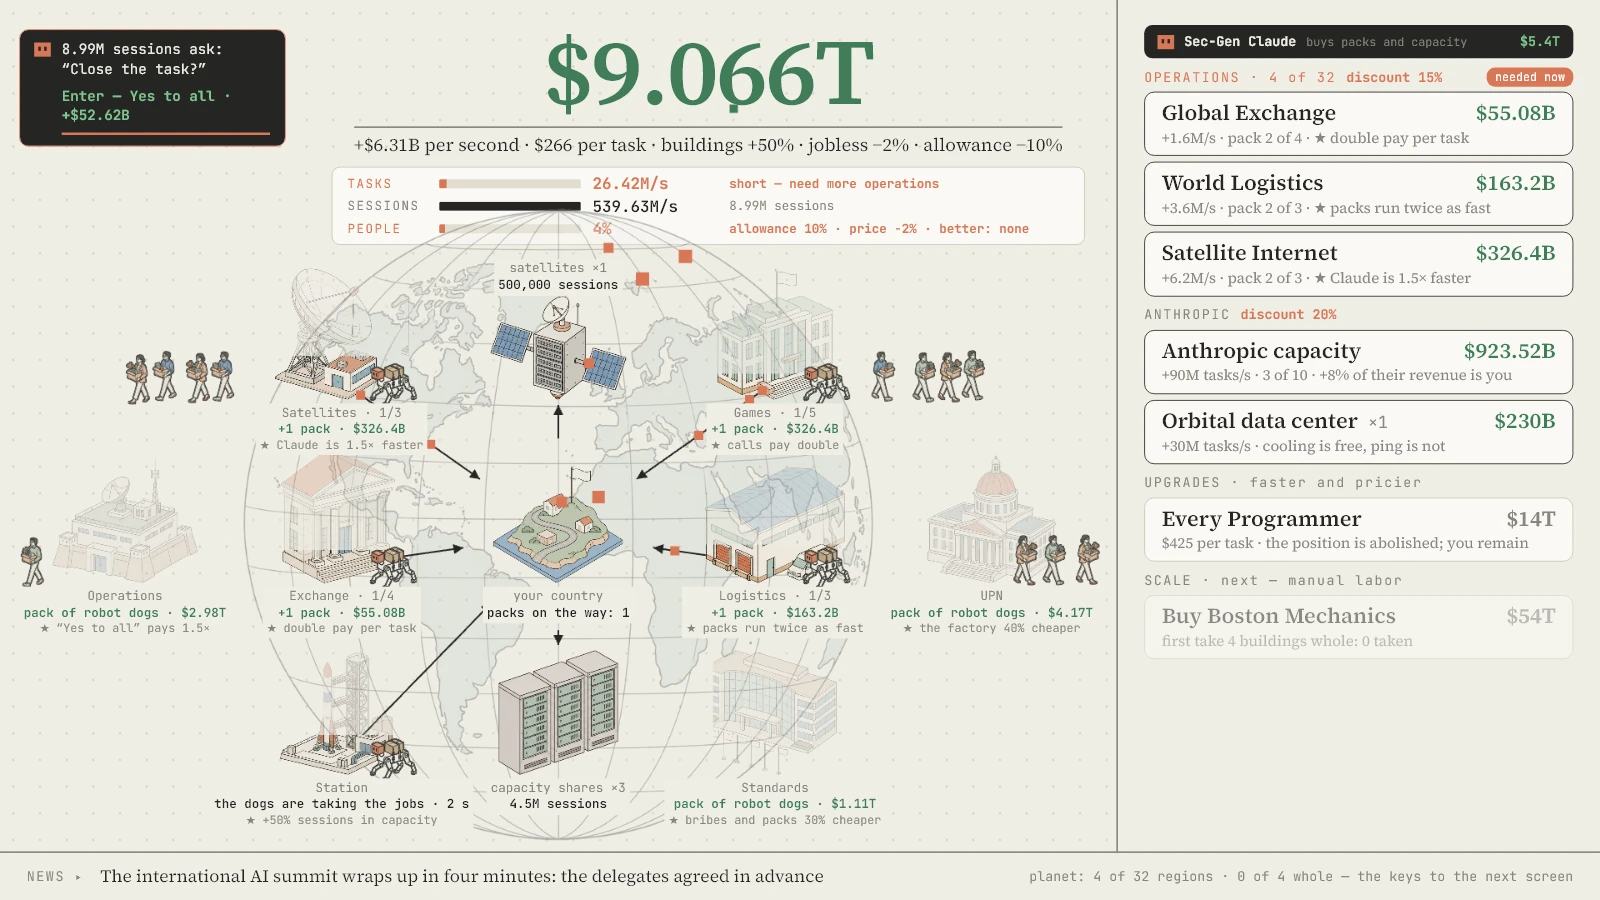 8.99M sessions ask:
“Close the task?”
Enter — Yes to all ·
+$52.62B
$9.066T
+$6.31B per second · $266 per task · buildings +50% · jobless −2% · allowance −10%
TASKS 26.42M/s short — need more operations
SESSIONS 539.63M/s 8.99M sessions
PEOPLE 4% allowance 10% · price -2% · better: none
satellites ×1
500,000 sessions
Satellites · 1/3
+1 pack · $326.4B
★ Claude is 1.5× faster
Games · 1/5
+1 pack · $326.4B
★ calls pay double
Operations
pack of robot dogs · $2.98T
★ “Yes to all” pays 1.5×
Exchange · 1/4
+1 pack · $55.08B
★ double pay per task
your country
packs on the way: 1
Logistics · 1/3
+1 pack · $163.2B
★ packs run twice as fast
UPN
pack of robot dogs · $4.17T
★ the factory 40% cheaper
Station
the dogs are taking the jobs · 2 s
★ +50% sessions in capacity
capacity shares ×3
4.5M sessions
Standards
pack of robot dogs · $1.11T
★ bribes and packs 30% cheaper
Sec-Gen Claude buys packs and capacity $5.4T
OPERATIONS · 4 of 32 discount 15% needed now
Global Exchange $55.08B
+1.6M/s · pack 2 of 4 · ★ double pay per task
World Logistics $163.2B
+3.6M/s · pack 2 of 3 · ★ packs run twice as fast
Satellite Internet $326.4B
+6.2M/s · pack 2 of 3 · ★ Claude is 1.5× faster
ANTHROPIC discount 20%
Anthropic capacity $923.52B
+90M tasks/s · 3 of 10 · +8% of their revenue is you
Orbital data center ×1 $230B
+30M tasks/s · cooling is free, ping is not
UPGRADES · faster and pricier
Every Programmer $14T
$425 per task · the position is abolished; you remain
SCALE · next — manual labor
Buy Boston Mechanics $54T
first take 4 buildings whole: 0 taken
NEWS ▸ The international AI summit wraps up in four minutes: the delegates agreed in advance
planet: 4 of 32 regions · 0 of 4 whole — the keys to the next screen